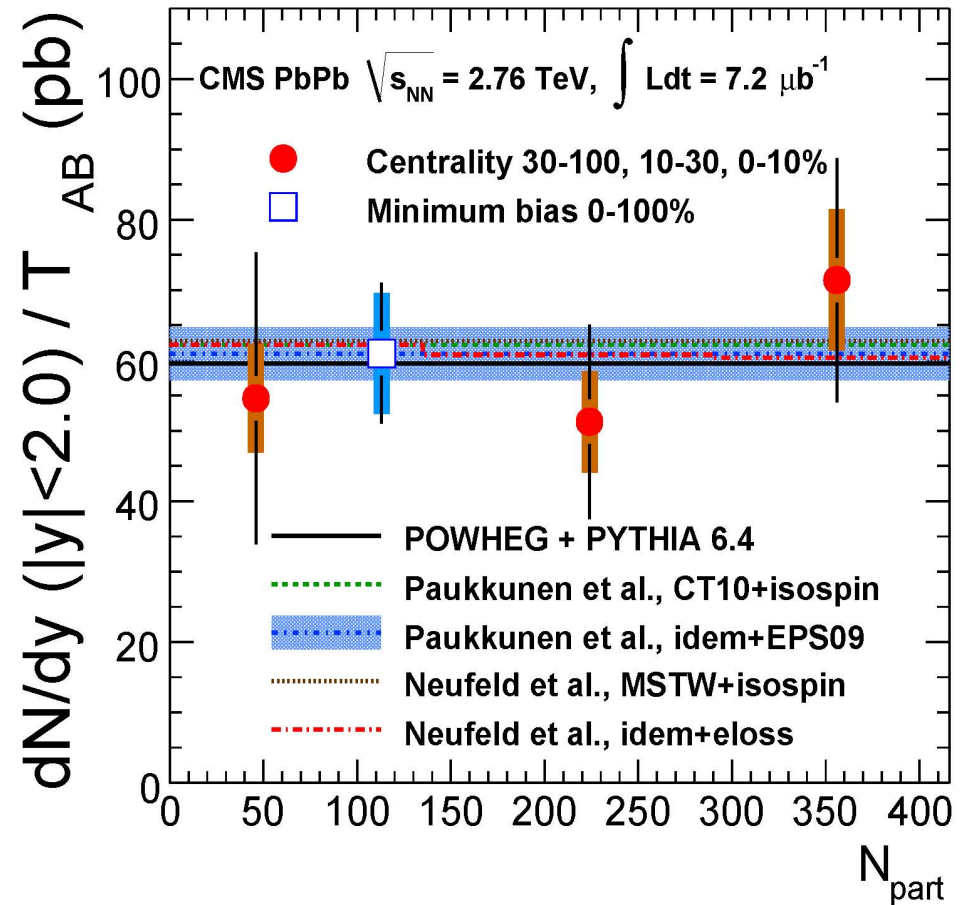 dN/dy (|y|<2.0) / T_AB (pb)
100
80
60
40
20
0
CMS PbPb √s_NN = 2.76 TeV, ∫ Ldt = 7.2 μb⁻¹
Centrality 30-100, 10-30, 0-10%
Minimum bias 0-100%
POWHEG + PYTHIA 6.4
Paukkunen et al., CT10+isospin
Paukkunen et al., idem+EPS09
Neufeld et al., MSTW+isospin
Neufeld et al., idem+eloss
0 50 100 150 200 250 300 350 400
N_part